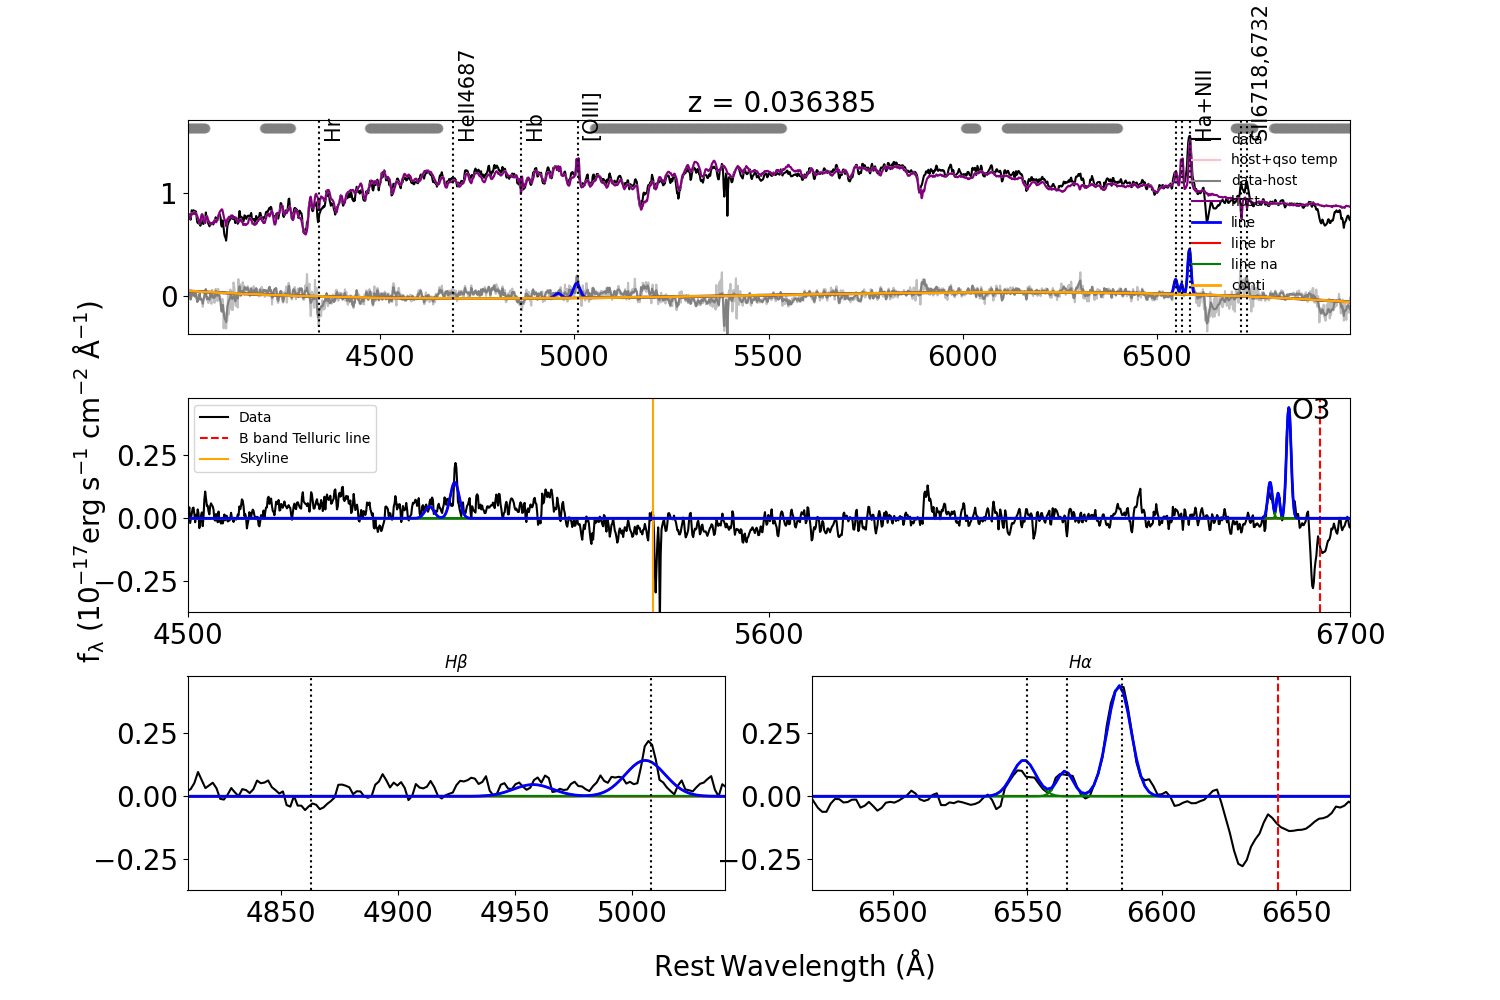 z = 0.036385
Hr
HeII4687
Hb
[OIII]
Ha+NII
SII6718,6732
data
host+qso temp
data-host
host
line
line br
line na
conti
1
0
4500 5000 5500 6000 6500
Data
B band Telluric line
Skyline
O3
0.25
0.00
−0.25
4500 5600 6700
fλ (10⁻¹⁷erg s⁻¹ cm⁻² Å⁻¹)
Hβ
0.25
0.00
−0.25
4850 4900 4950 5000
Hα
0.25
0.00
−0.25
6500 6550 6600 6650
Rest Wavelength (Å)